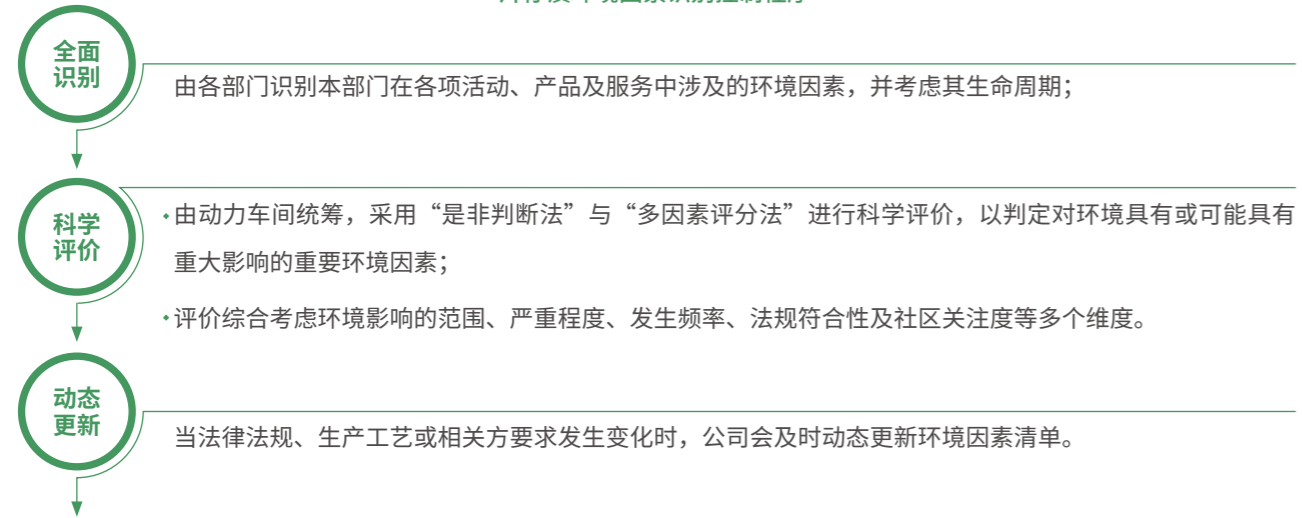 全面
识别
由各部门识别本部门在各项活动、产品及服务中涉及的环境因素，并考虑其生命周期；
科学
评价
由动力车间统筹，采用“是非判断法”与“多因素评分法”进行科学评价，以判定对环境具有或可能具有
重大影响的重要环境因素；
评价综合考虑环境影响的范围、严重程度、发生频率、法规符合性及社区关注度等多个维度。
动态
更新
当法律法规、生产工艺或相关方要求发生变化时，公司会及时动态更新环境因素清单。